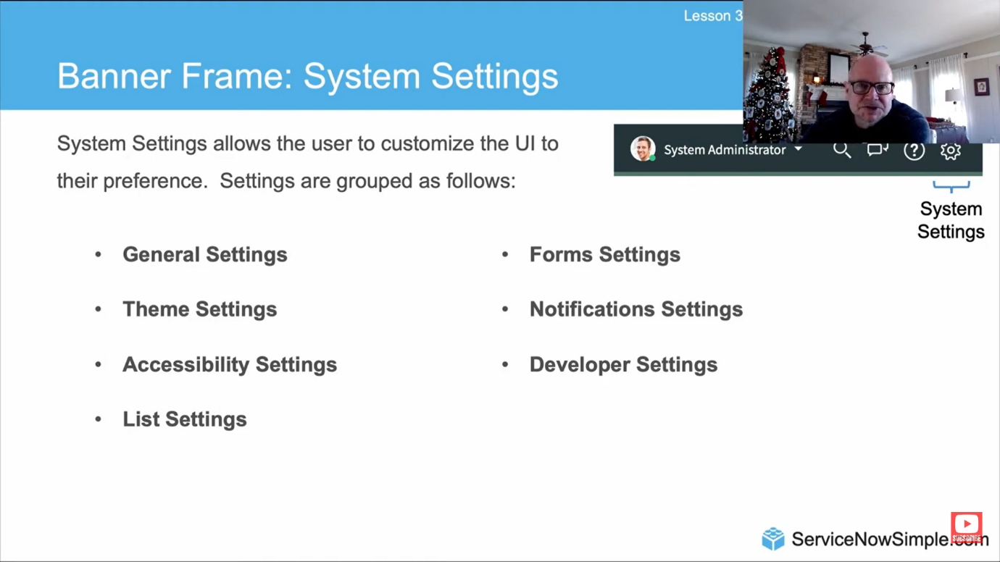 Lesson 3
Banner Frame: System Settings
System Settings allows the user to customize the UI to
their preference.  Settings are grouped as follows:
System Administrator
System
Settings
• General Settings
• Theme Settings
• Accessibility Settings
• List Settings
• Forms Settings
• Notifications Settings
• Developer Settings
ServiceNowSimple.com
SUBSCRIBE